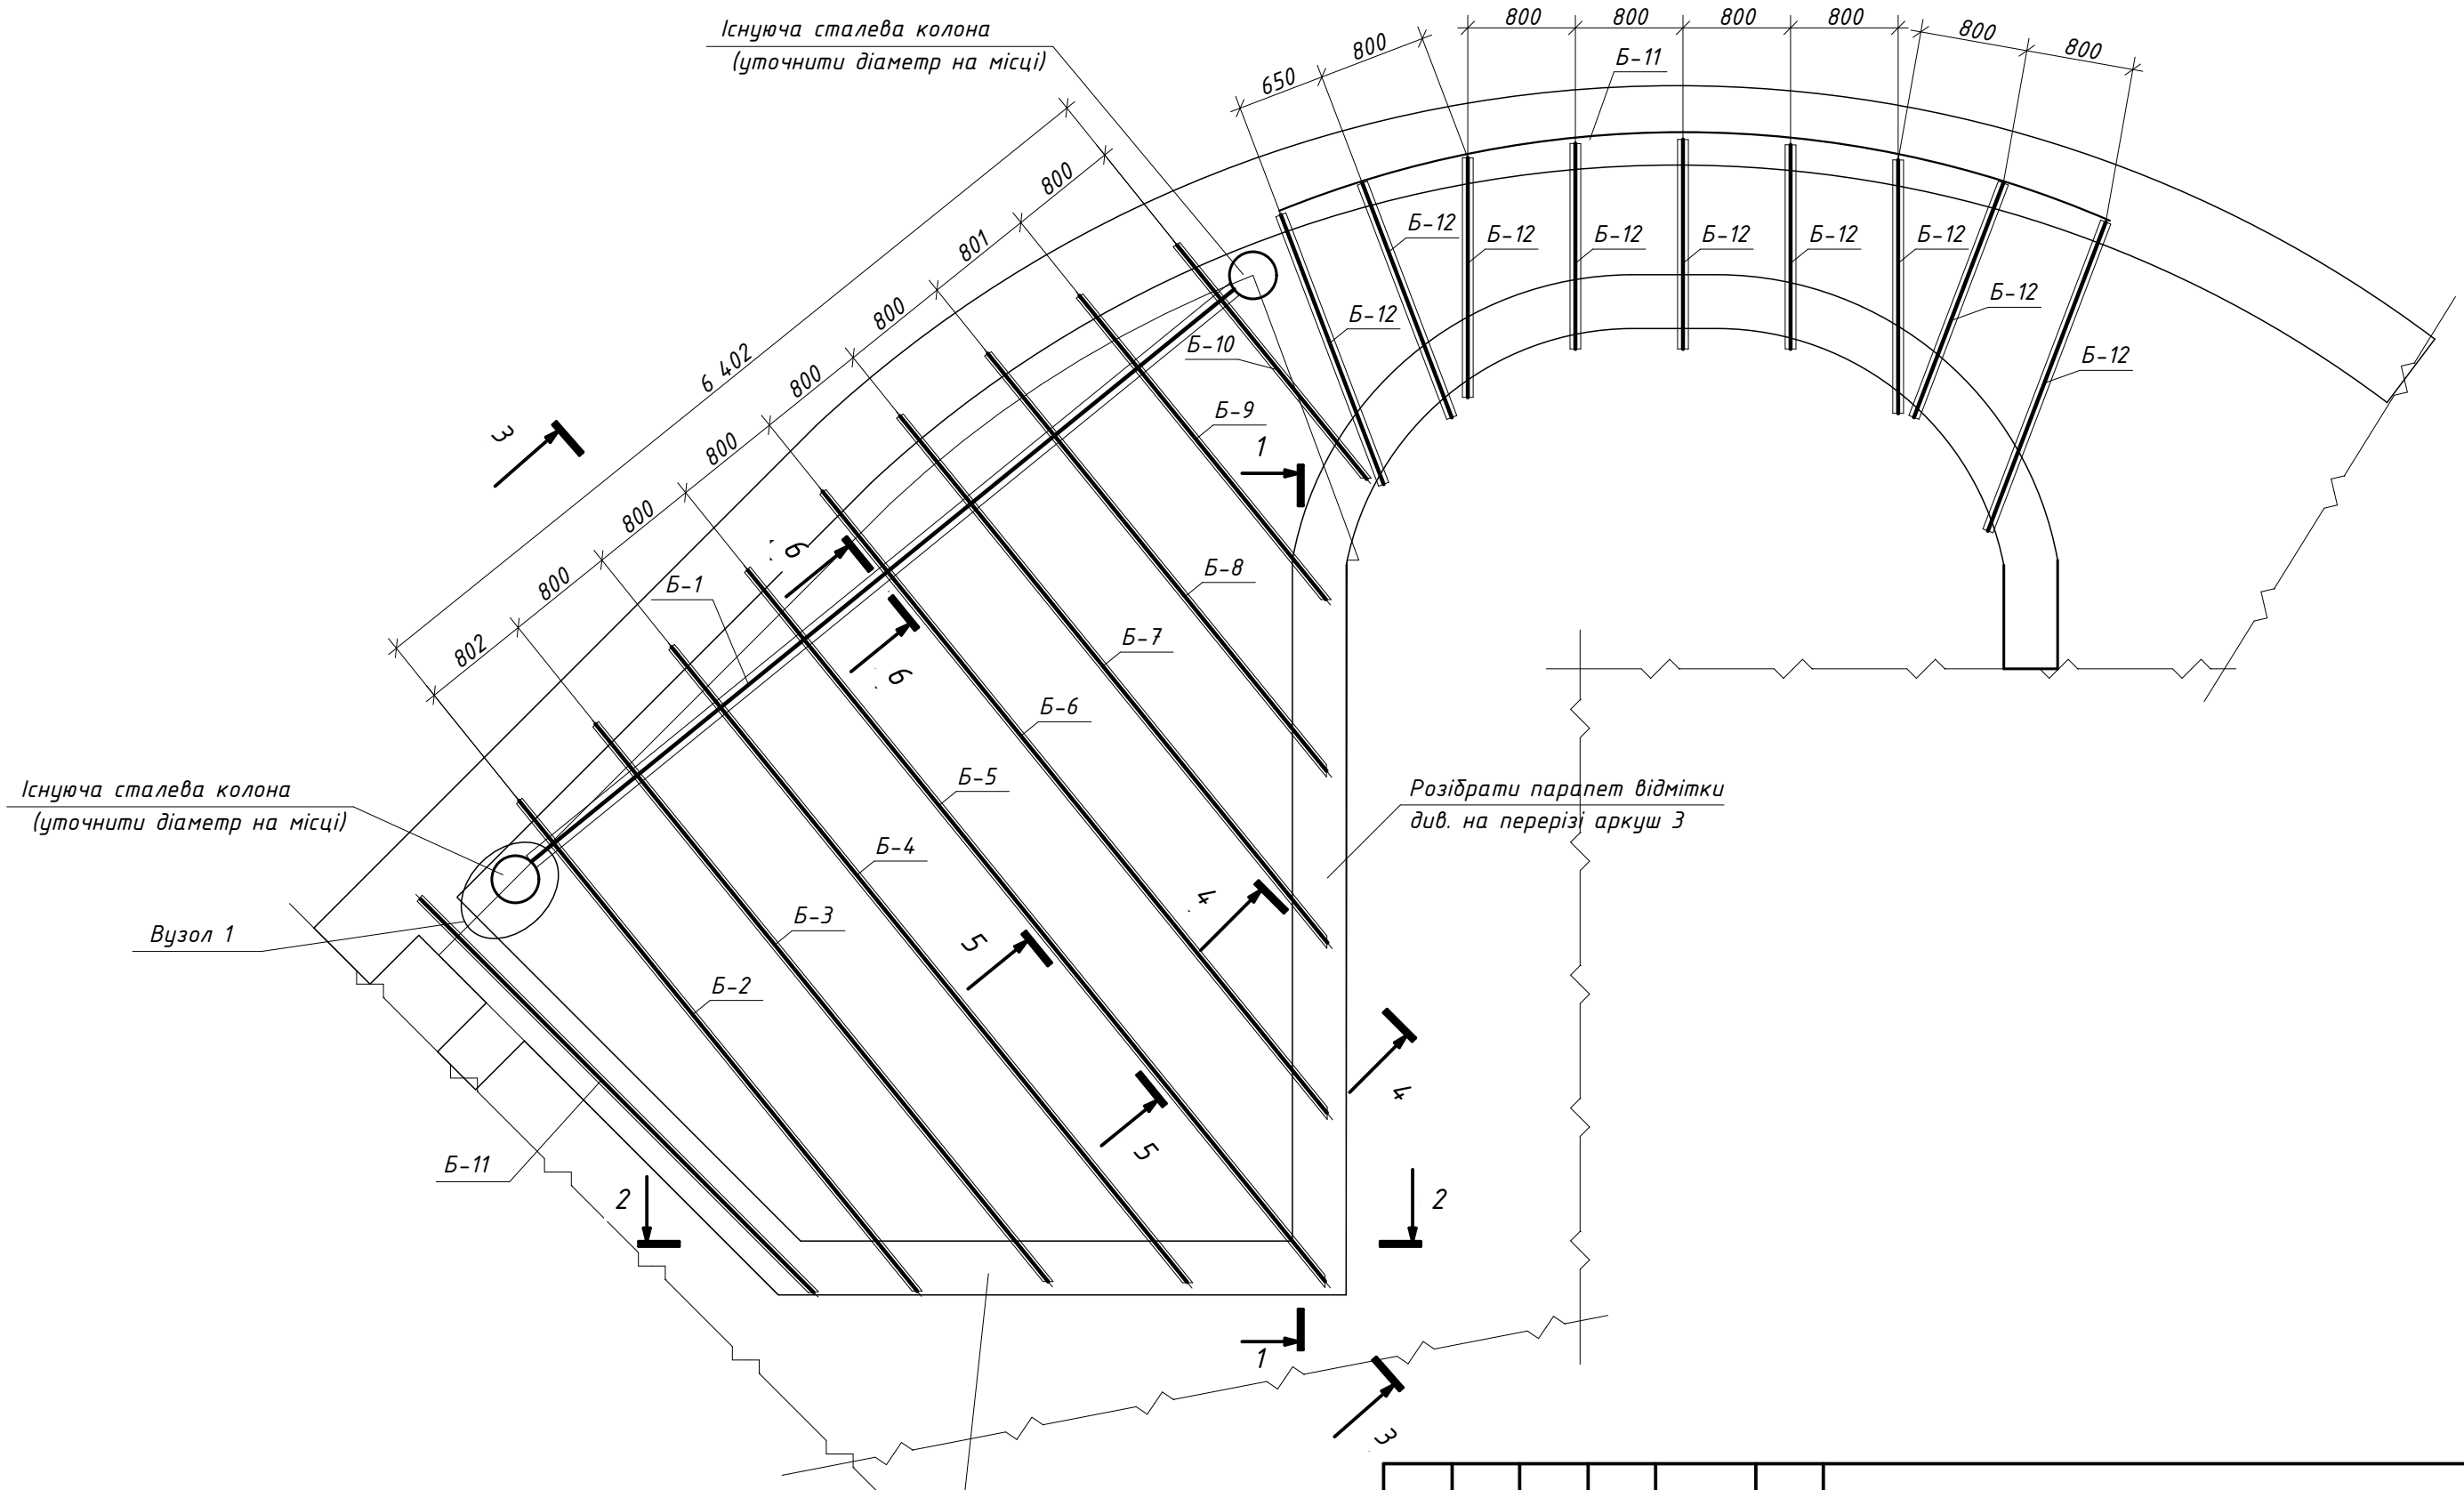 Існуюча сталева колона
(уточнити діаметр на місці)
800
800
800
800
800
800
650
800
Б-11
6 402
800
801
800
800
800
800
800
802
Б-12
Б-12
Б-12
Б-12
Б-12
Б-12
Б-12
Б-12
Б-12
Б-10
Б-9
Б-8
Б-7
Б-6
Б-5
Б-4
Б-3
Б-2
Б-1
Б-11
3
1
6
6
Існуюча сталева колона
(уточнити діаметр на місці)
Розібрати парапет відмітки
див. на перерізі аркуш 3
Вузол 1
4
5
4
5
2
2
1
3